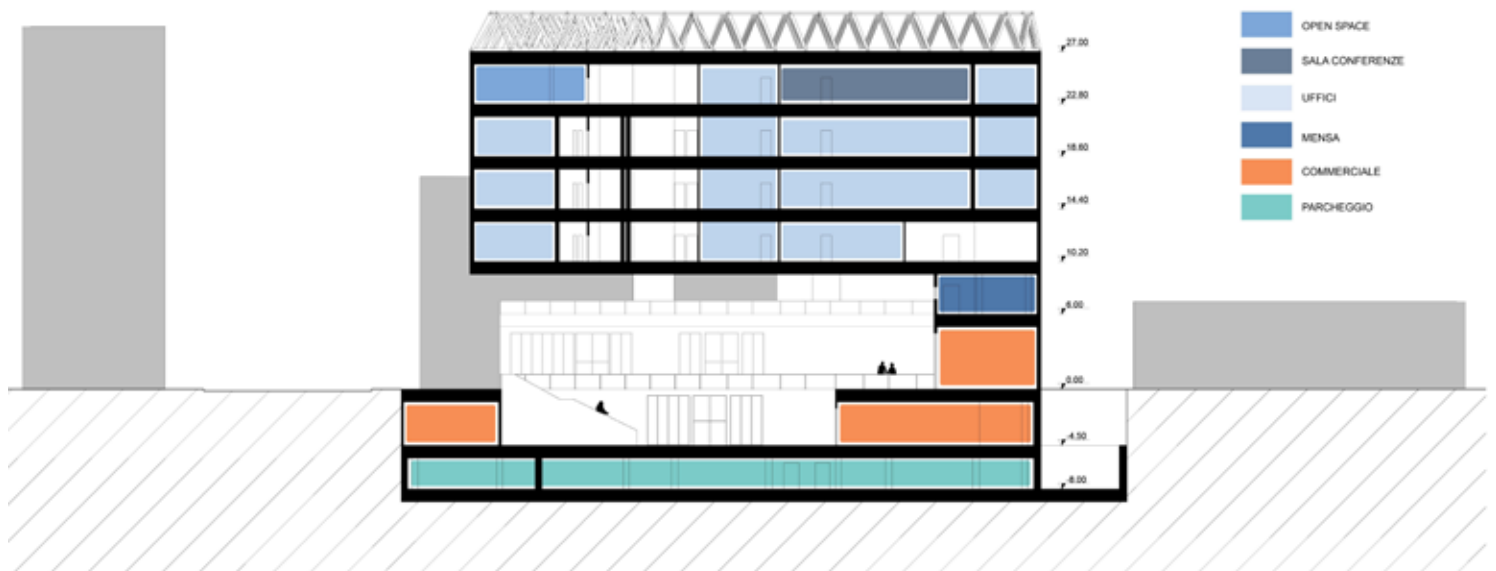 OPEN SPACE
SALA CONFERENZE
UFFICI
MENSA
COMMERCIALE
PARCHEGGIO
27.00
22.80
18.60
14.40
10.20
6.00
0.00
-4.50
-8.00